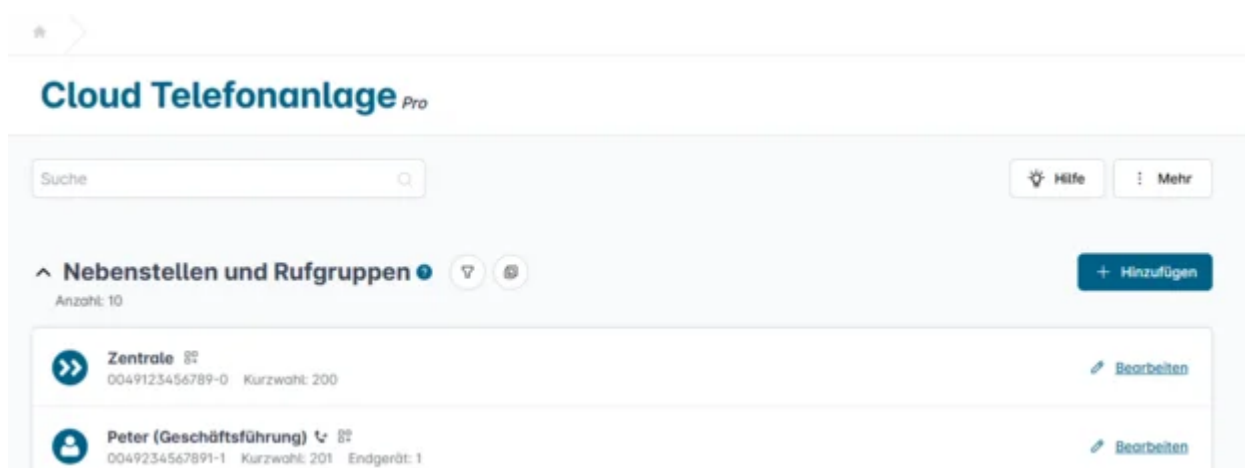 Cloud Telefonanlage Pro
Suche
Hilfe
Mehr
Nebenstellen und Rufgruppen ?
+ Hinzufügen
Anzahl: 10
Zentrale
0049123456789-0 Kurzwahl: 200
Bearbeiten
Peter (Geschäftsführung)
0049234567891-1 Kurzwahl: 201 Endgerät: 1
Bearbeiten